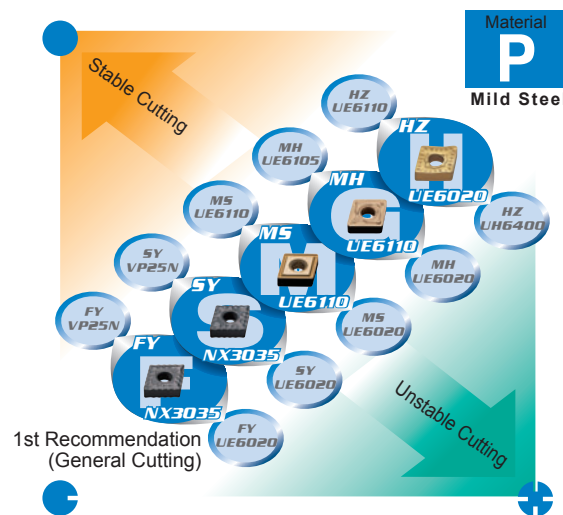 Material
P
Mild Steel
Stable Cutting
HZ
UE6110
HZ
H
UE6020
MH
UE6105
MH
G
UE6110
HZ
UH6400
MS
UE6110
MS
M
UE6110
MH
UE6020
SY
VP25N
SY
S
NX3035
MS
UE6020
FY
VP25N
FY
F
NX3035
SY
UE6020
FY
UE6020
Unstable Cutting
1st Recommendation
(General Cutting)